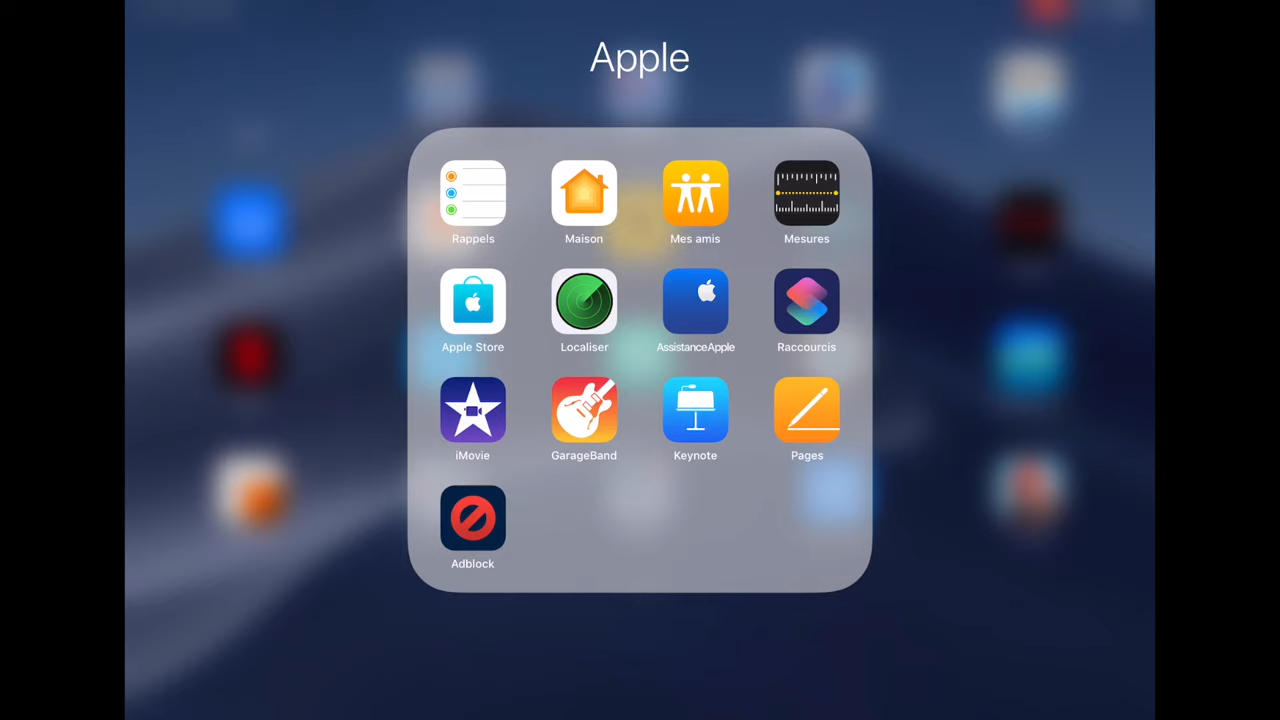 Apple
Rappels
Maison
Mes amis
Mesures
Apple Store
Localiser
AssistanceApple
Raccourcis
iMovie
GarageBand
Keynote
Pages
Adblock